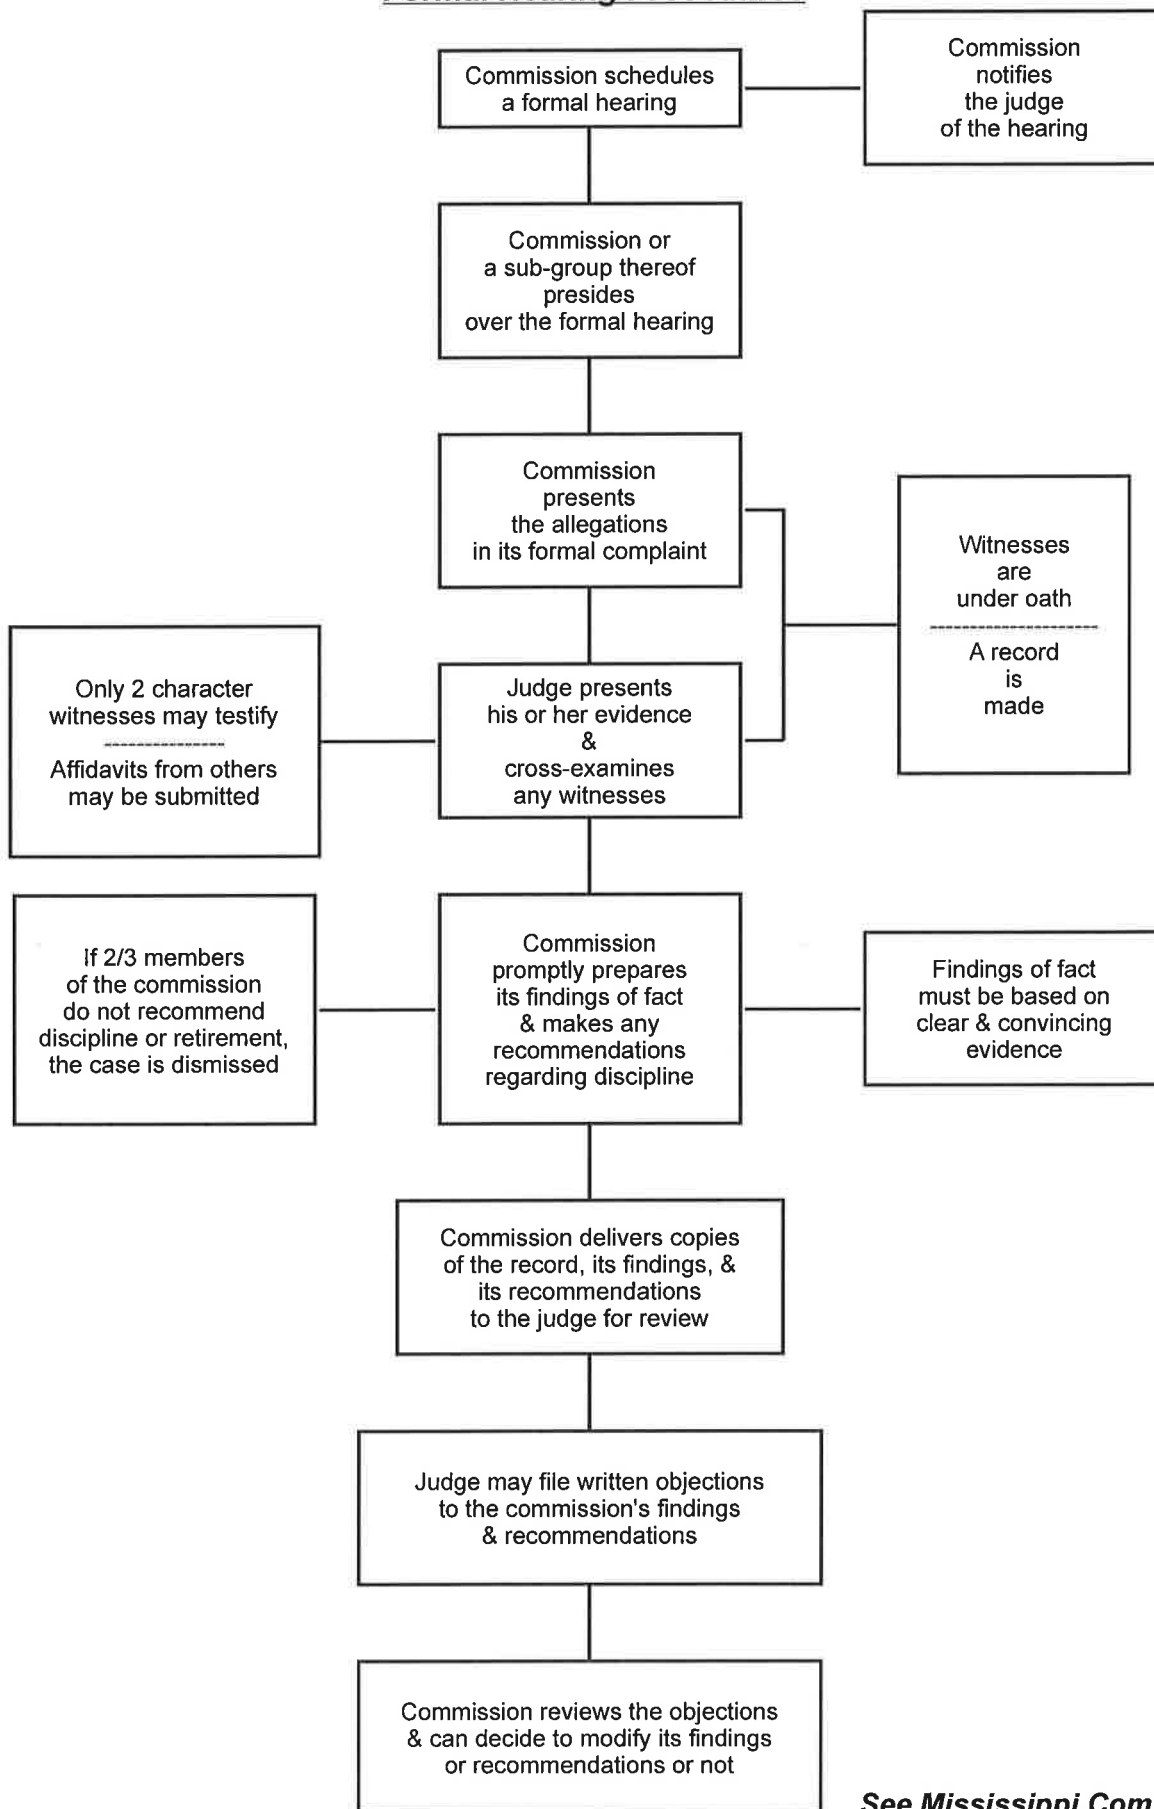 Commission schedules
a formal hearing
Commission
notifies
the judge
of the hearing
Commission or
a sub-group thereof
presides
over the formal hearing
Commission
presents
the allegations
in its formal complaint
Witnesses
are
under oath
----------------------
A record
is
made
Only 2 character
witnesses may testify
----------------
Affidavits from others
may be submitted
Judge presents
his or her evidence
&
cross-examines
any witnesses
If 2/3 members
of the commission
do not recommend
discipline or retirement,
the case is dismissed
Commission
promptly prepares
its findings of fact
& makes any
recommendations
regarding discipline
Findings of fact
must be based on
clear & convincing
evidence
Commission delivers copies
of the record, its findings, &
its recommendations
to the judge for review
Judge may file written objections
to the commission's findings
& recommendations
Commission reviews the objections
& can decide to modify its findings
or recommendations or not
See Mississippi Com